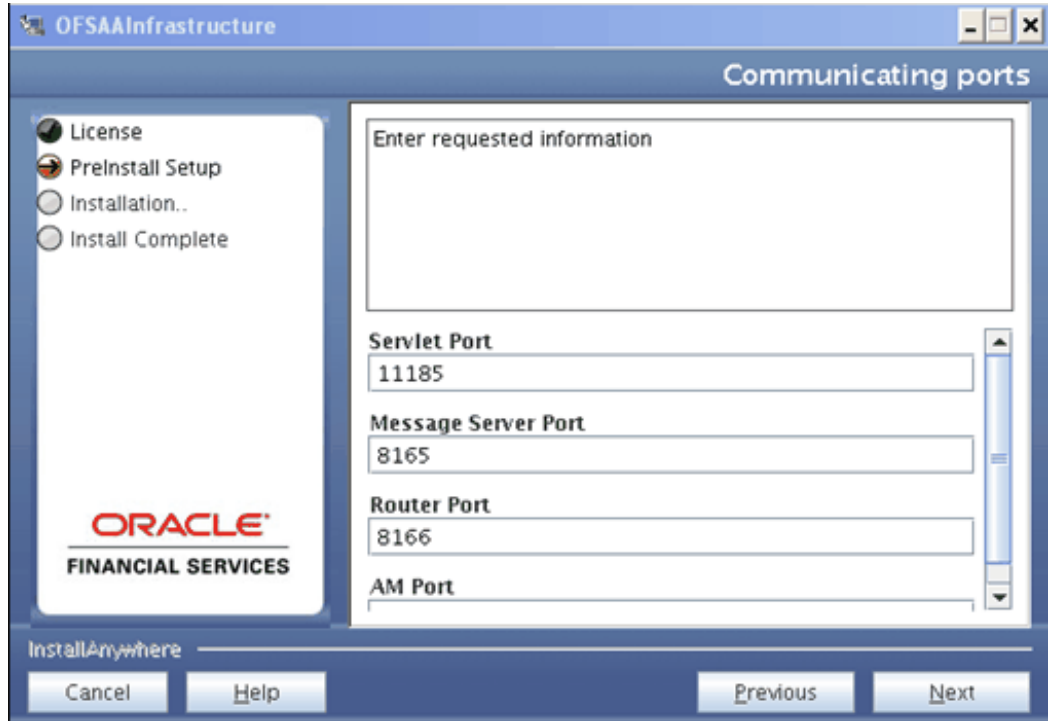 OFSAAInfrastructure
Communicating ports
License
PreInstall Setup
Installation..
Install Complete
ORACLE
FINANCIAL SERVICES
Enter requested information
Servlet Port
11185
Message Server Port
8165
Router Port
8166
AM Port
InstallAnywhere
Cancel
Help
Previous
Next